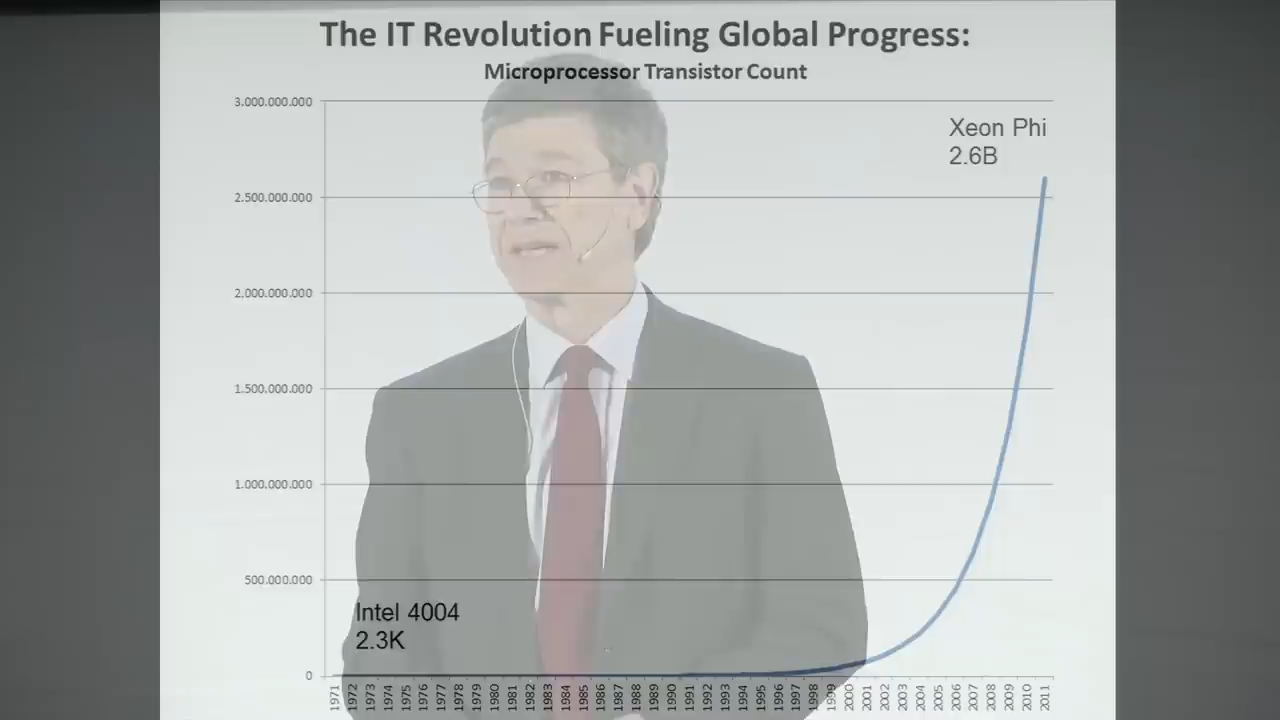 The IT Revolution Fueling Global Progress:
Microprocessor Transistor Count
3.000.000.000
Xeon Phi
2.6B
2.500.000.000
2.000.000.000
1.500.000.000
1.000.000.000
500.000.000
Intel 4004
2.3K
0
1971 1972 1973 1974 1975 1976 1977 1978 1979 1980 1981 1982 1983 1984 1985 1986 1987 1988 1989 1990 1991 1992 1993 1994 1995 1996 1997 1998 1999 2000 2001 2002 2003 2004 2005 2006 2007 2008 2009 2010 2011